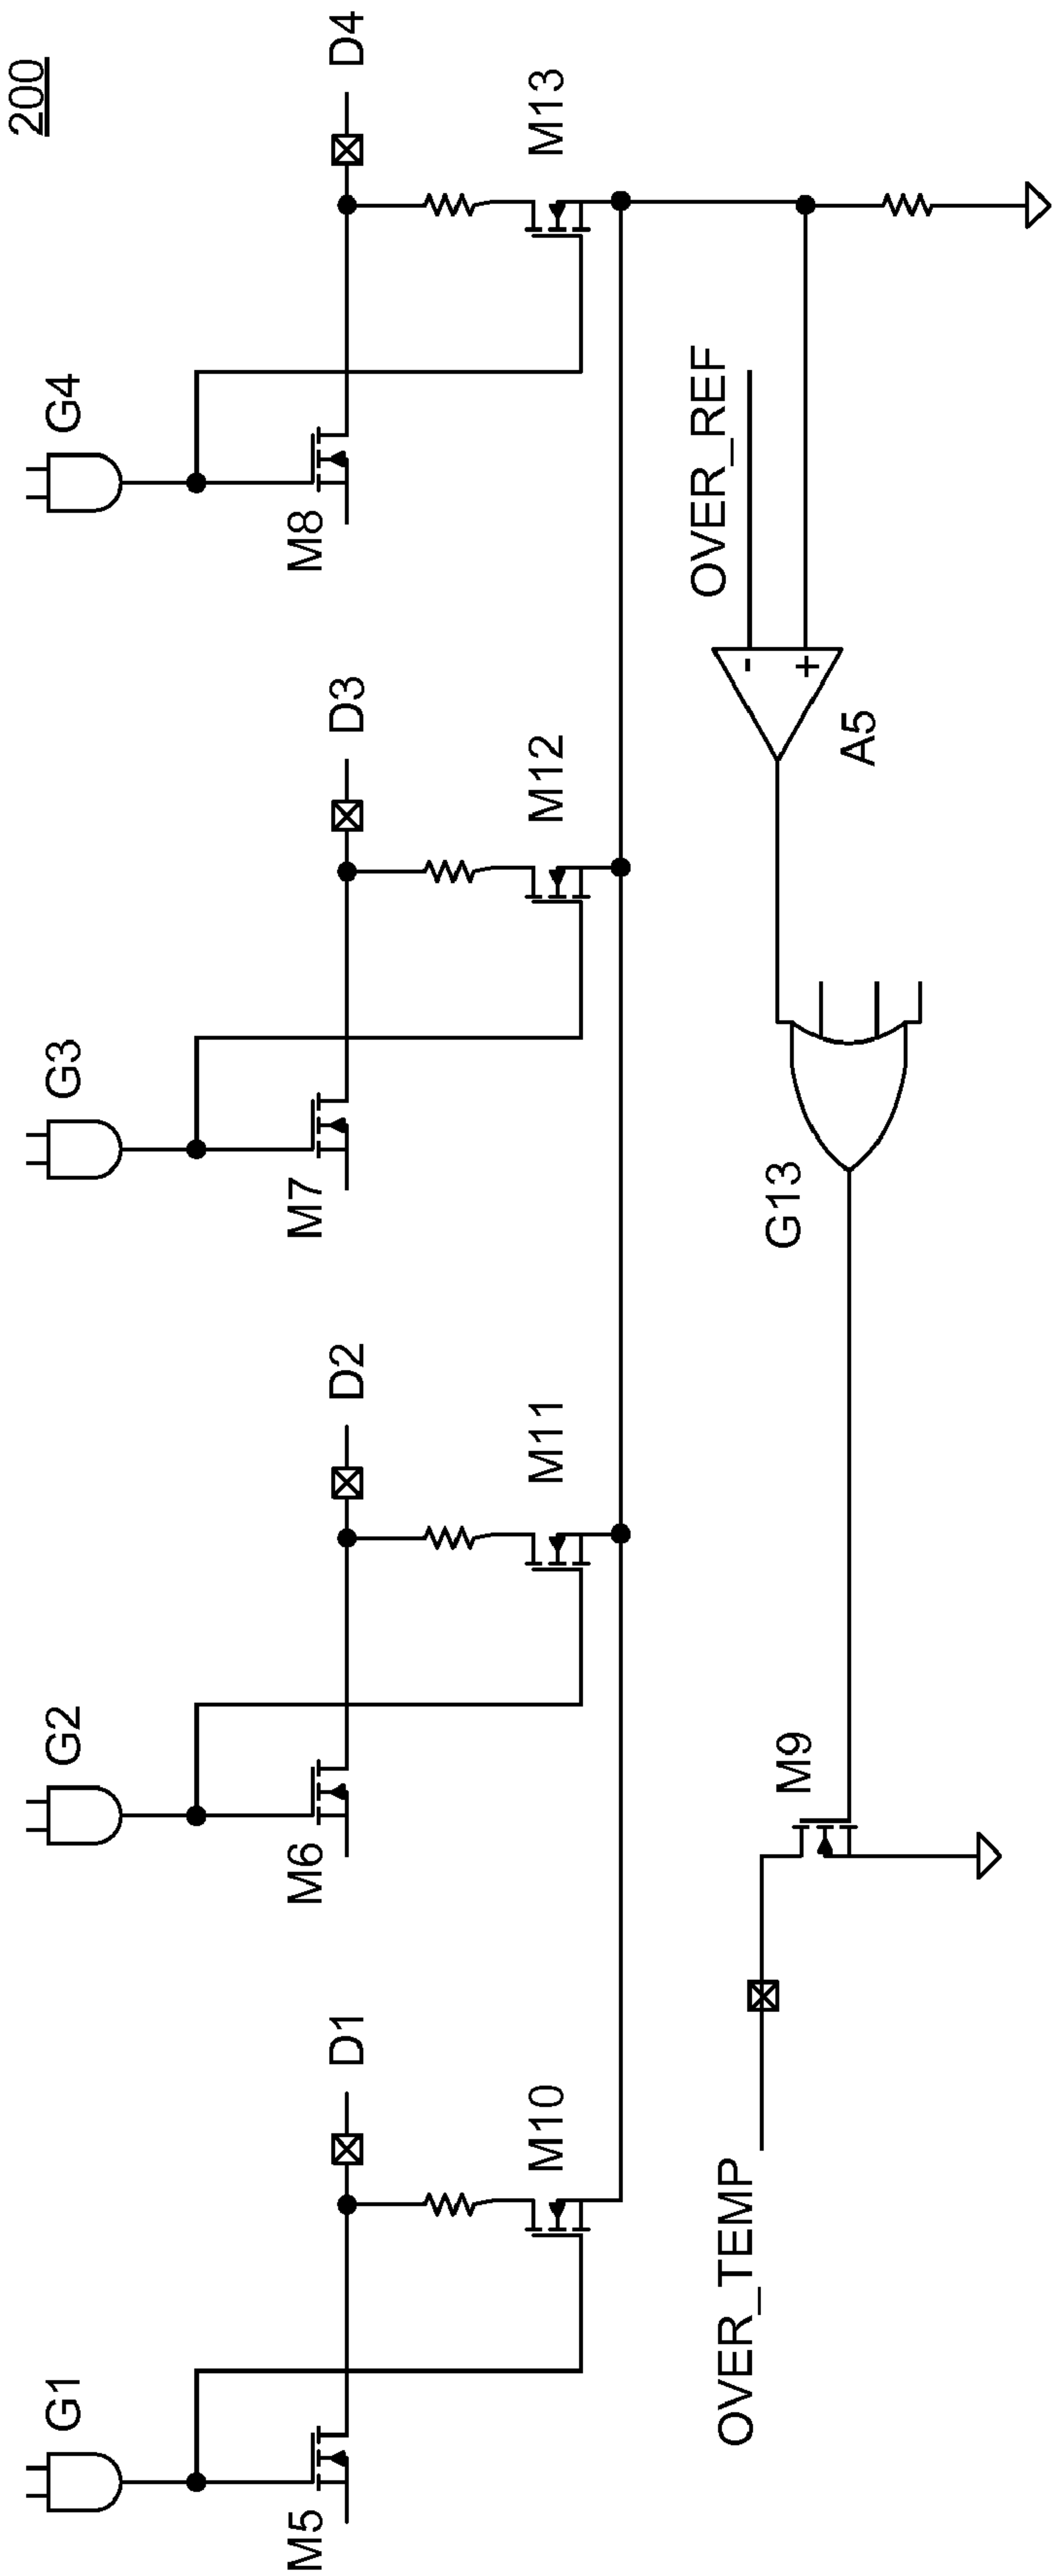 200
G1
G2
G3
G4
M5
D1
M6
D2
M7
D3
M8
D4
M10
M11
M12
M13
OVER_TEMP
M9
G13
A5
-
+
OVER_REF